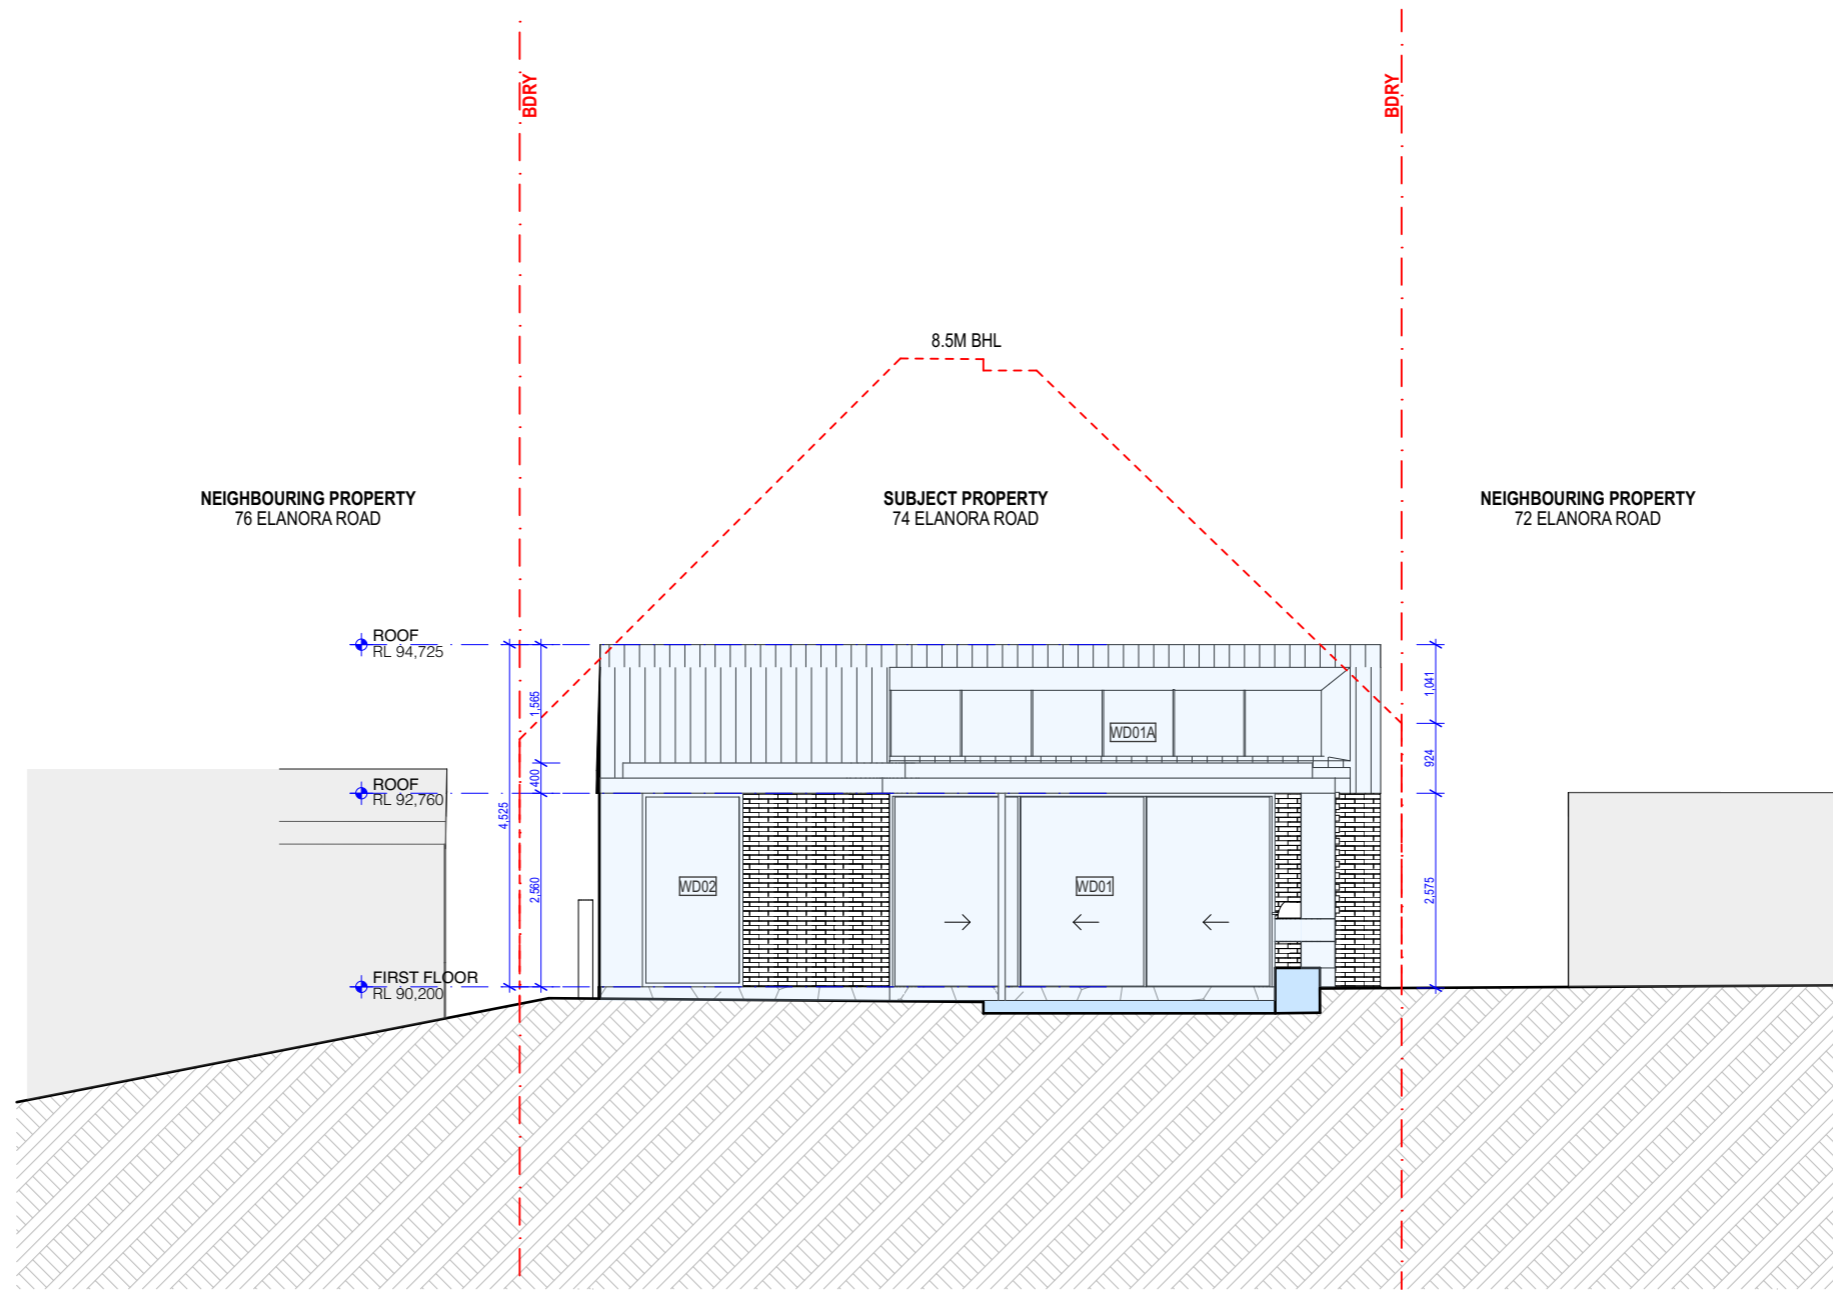 BDRY
BDRY
8.5M BHL
NEIGHBOURING PROPERTY
76 ELANORA ROAD
SUBJECT PROPERTY
74 ELANORA ROAD
NEIGHBOURING PROPERTY
72 ELANORA ROAD
ROOF
RL 94,725
1,565
1,041
WD01A
924
400
ROOF
RL 92,760
4,525
2,560
WD02
WD01
2,575
FIRST FLOOR
RL 90,200